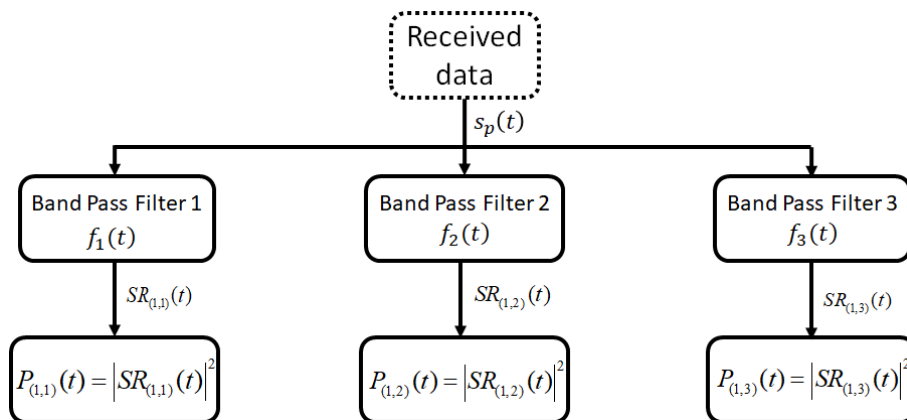 Received
data
s_p(t)
Band Pass Filter 1
f_1(t)
Band Pass Filter 2
f_2(t)
Band Pass Filter 3
f_3(t)
SR_{(1,1)}(t)
SR_{(1,2)}(t)
SR_{(1,3)}(t)
P_{(1,1)}(t) = |SR_{(1,1)}(t)|^2
P_{(1,2)}(t) = |SR_{(1,2)}(t)|^2
P_{(1,3)}(t) = |SR_{(1,3)}(t)|^2